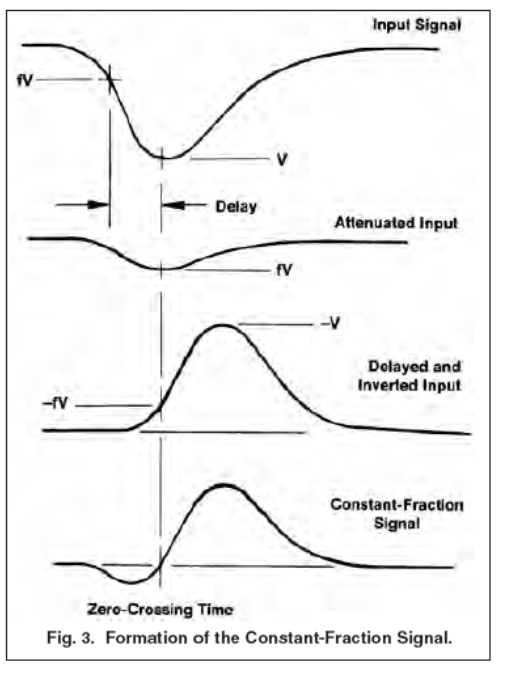 Input Signal
fV
V
Delay
Attenuated Input
fV
–V
Delayed and
Inverted Input
–fV
Constant-Fraction
Signal
Zero-Crossing Time
Fig. 3. Formation of the Constant-Fraction Signal.